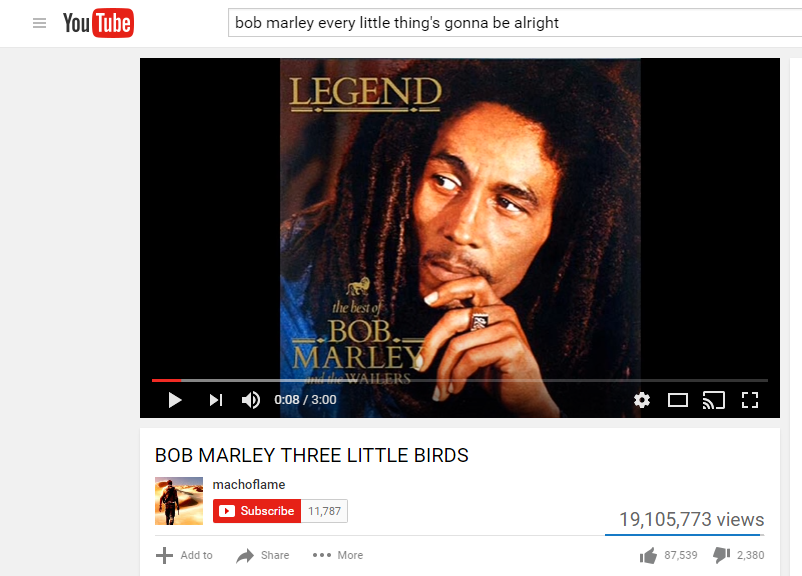 YouTube
bob marley every little thing's gonna be alright
LEGEND
the best of
BOB
MARLEY
and the WAILERS
0:08 / 3:00
BOB MARLEY THREE LITTLE BIRDS
machoflame
Subscribe 11,787
19,105,773 views
Add to Share More 87,539 2,380